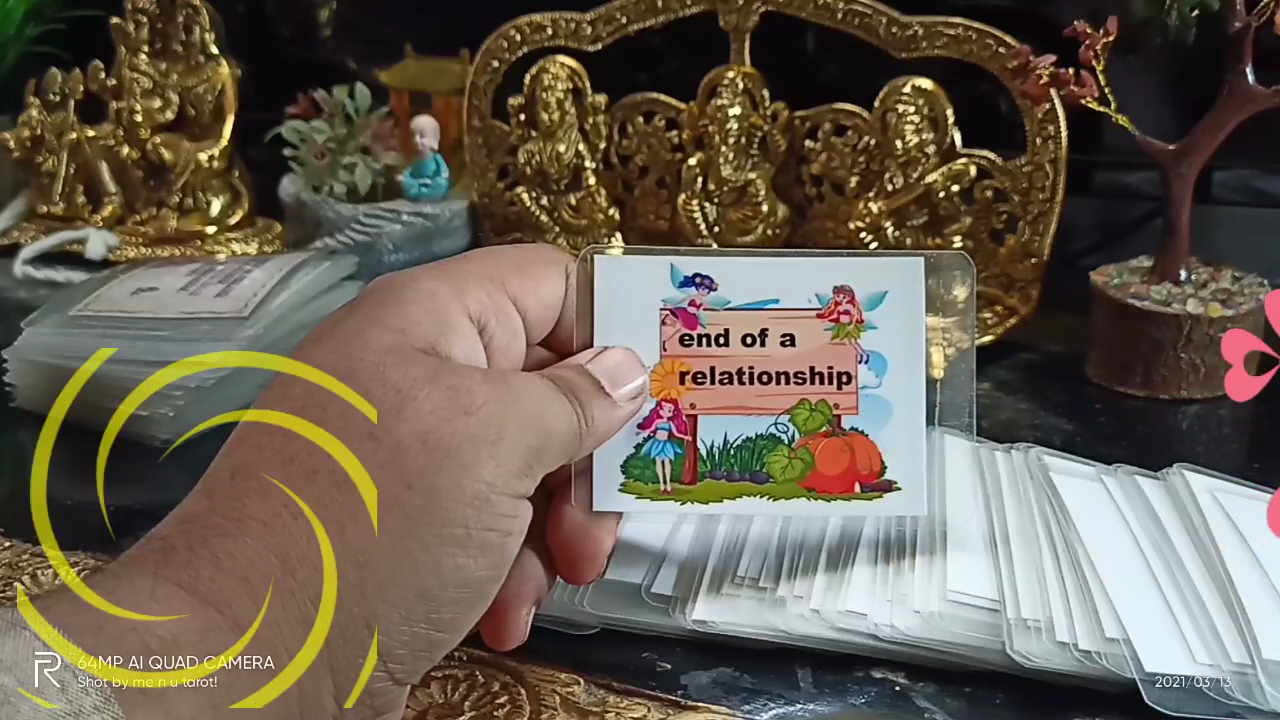 end of a
relationship
R
64MP AI QUAD CAMERA
Shot by me n u tarot!
2021/03/13